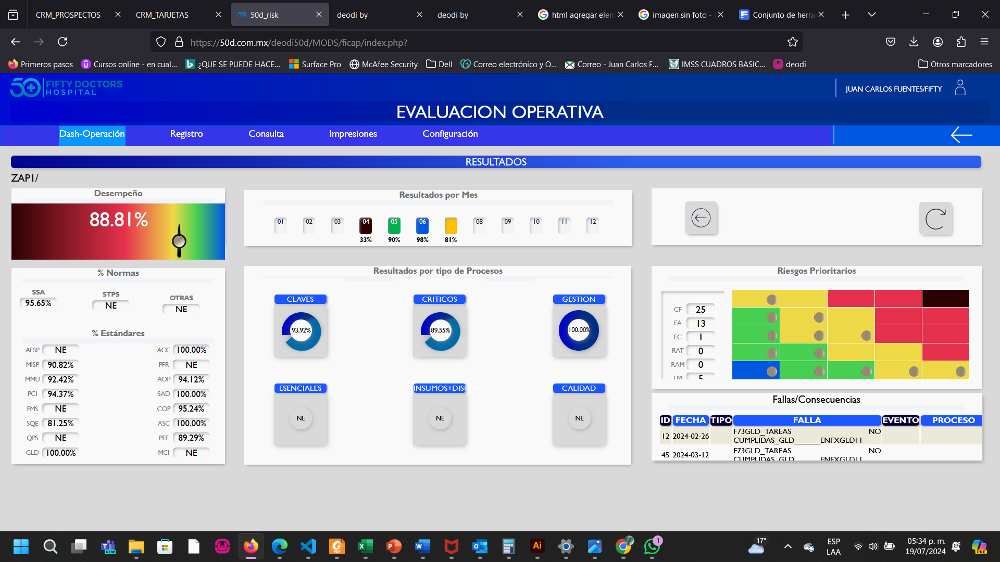 CRM_PROSPECTOS
CRM_TARJETAS
50d_risk
deodi by
deodi by
html agregar elem
imagen sin foto -
Conjunto de herra
https://50d.com.mx/deodi50d/MODS/ficap/index.php?
Primeros pasos
Cursos online - en cual...
¿QUE SE PUEDE HACE...
Surface Pro
McAfee Security
Dell
Correo electrónico y O...
Correo - Juan Carlos F...
IMSS CUADROS BASIC...
deodi
Otros marcadores
50 FIFTY DOCTORS
HOSPITAL
JUAN CARLOS FUENTES/FIFTY
EVALUACION OPERATIVA
Dash-Operación
Registro
Consulta
Impresiones
Configuración
RESULTADOS
ZAP1/
Desempeño
88.81%
Resultados por Mes
01 02 03 04 05 06 08 09 10 11 12
33% 90% 98% 81%
% Normas
SSA
95.65%
STPS
NE
OTRAS
NE
% Estándares
AESP NE ACC 100.00%
MISP 90.82% PFR NE
MMU 92.42% AOP 94.12%
PCI 94.37% SAD 100.00%
FMS NE COP 95.24%
SQE 81.25% ASC 100.00%
QPS NE PFE 89.29%
GLD 100.00% MCI NE
Resultados por tipo de Procesos
CLAVES CRITICOS GESTION
93.92% 89.55% 100.00%
ESENCIALES INSUMOS+DISPOSIT CALIDAD
NE NE NE
Riesgos Prioritarios
CF 25
EA 13
EC 1
RAT 0
RAM 0
EM 5
Fallas/Consecuencias
ID FECHA TIPO FALLA EVENTO PROCESO
12 2024-02-26 F73GLD_TAREAS NO
CUMPLIDAS_GLD______ENFXGLD11
45 2024-03-12 F73GLD_TAREAS NO
CUMPLIDAS_GLD______ENFXGLD11
NEW
PDF
Ai
1
17°
ESP
LAA
05:34 p. m.
19/07/2024
PRE